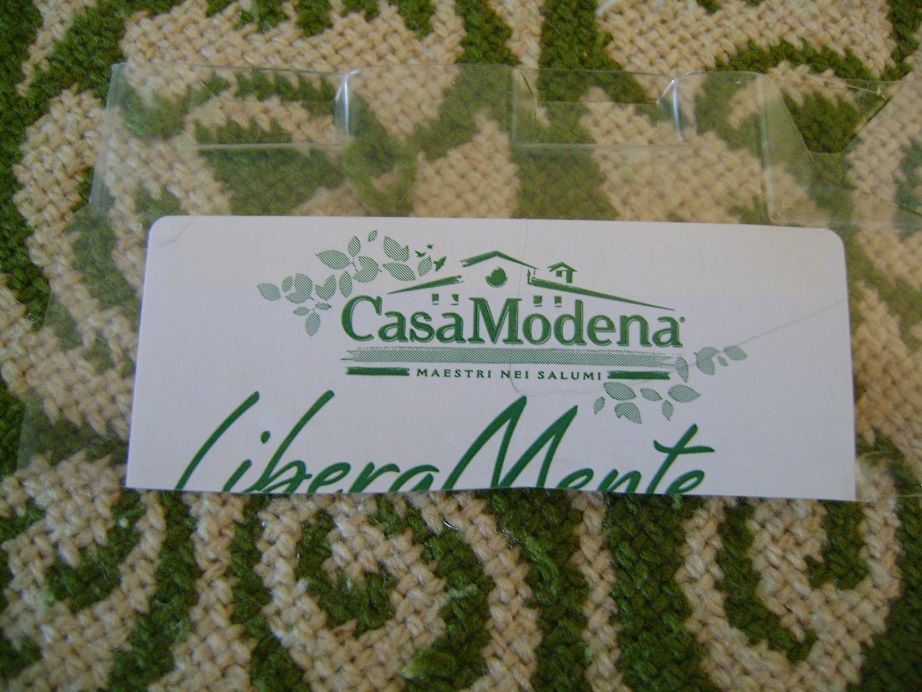 CasaModena®
MAESTRI NEI SALUMI
LiberaMente